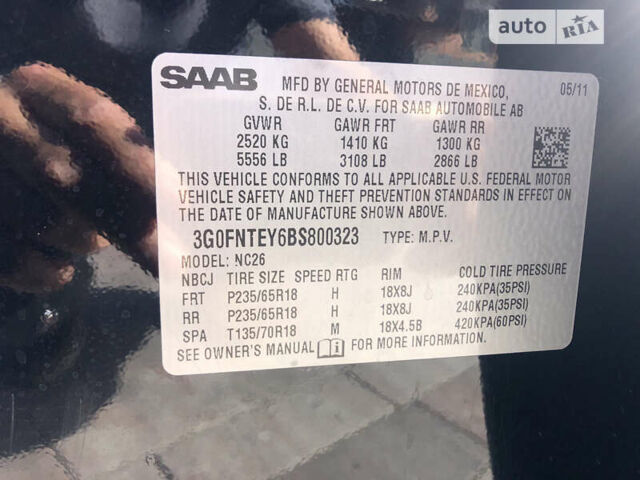 auto RIA
SAAB MFD BY GENERAL MOTORS DE MEXICO, 05/11
S. DE R.L. DE C.V. FOR SAAB AUTOMOBILE AB
GVWR GAWR FRT GAWR RR
2520 KG 1410 KG 1300 KG
5556 LB 3108 LB 2866 LB
THIS VEHICLE CONFORMS TO ALL APPLICABLE U.S. FEDERAL MOTOR
VEHICLE SAFETY AND THEFT PREVENTION STANDARDS IN EFFECT ON
THE DATE OF MANUFACTURE SHOWN ABOVE.
3G0FNTEY6BS800323 TYPE: M.P.V.
MODEL: NC26
NBCJ TIRE SIZE SPEED RTG RIM COLD TIRE PRESSURE
FRT P235/65R18 H 18X8J 240KPA(35PSI)
RR P235/65R18 H 18X8J 240KPA(35PSI)
SPA T135/70R18 M 18X4.5B 420KPA(60PSI)
SEE OWNER'S MANUAL FOR MORE INFORMATION.